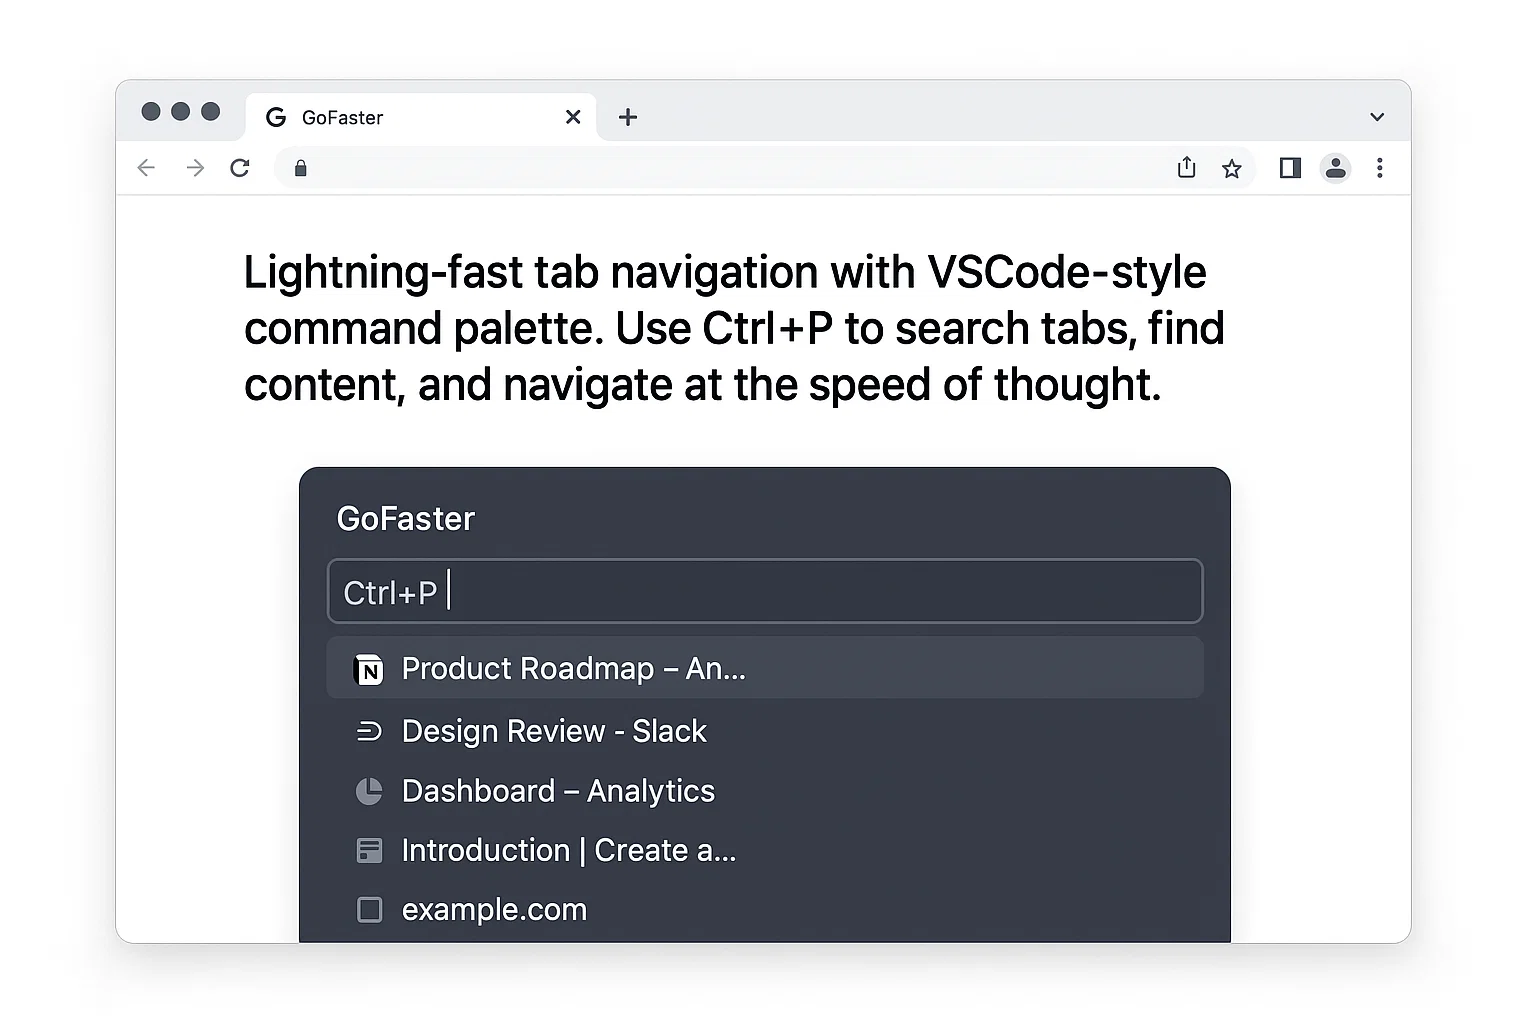 GoFaster
Lightning-fast tab navigation with VSCode-style
command palette. Use Ctrl+P to search tabs, find
content, and navigate at the speed of thought.
GoFaster
Ctrl+P
N Product Roadmap – An...
Design Review - Slack
Dashboard – Analytics
Introduction | Create a...
example.com